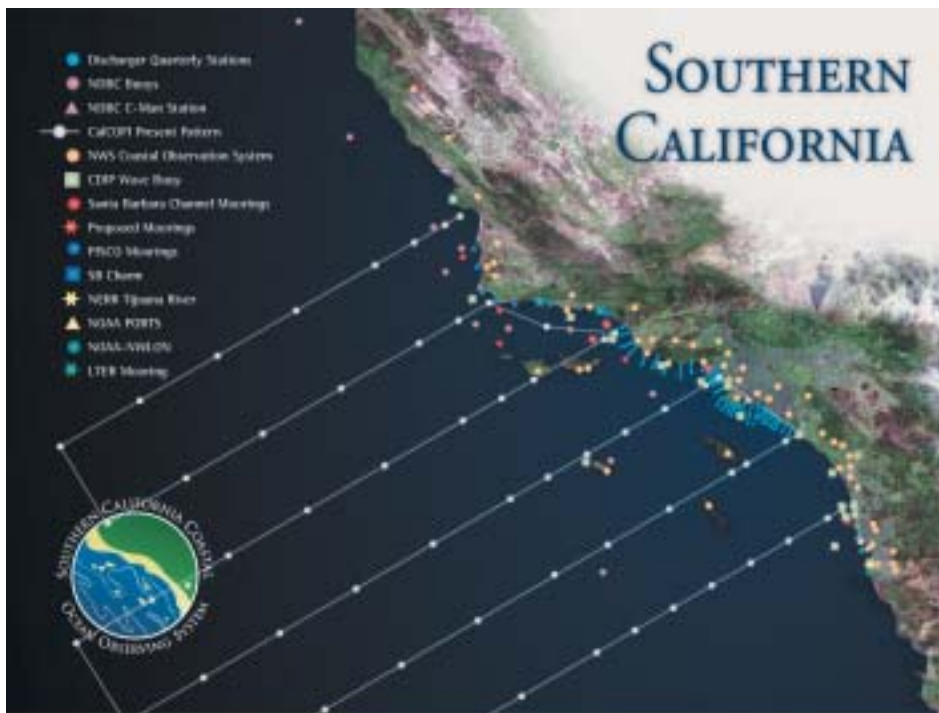 SOUTHERN
CALIFORNIA
Discharger Quarterly Stations
NDBC Buoys
NDBC C-Man Station
CalCOFI Present Pattern
NWS Coastal Observation System
CDIP Wave Buoy
Santa Barbara Channel Moorings
Proposed Moorings
PISCO Moorings
SB Charm
NERR Tijuana River
NOAA PORTS
NOAA-NWLON
LTER Mooring
SOUTHERN CALIFORNIA COASTAL
OCEAN OBSERVING SYSTEM